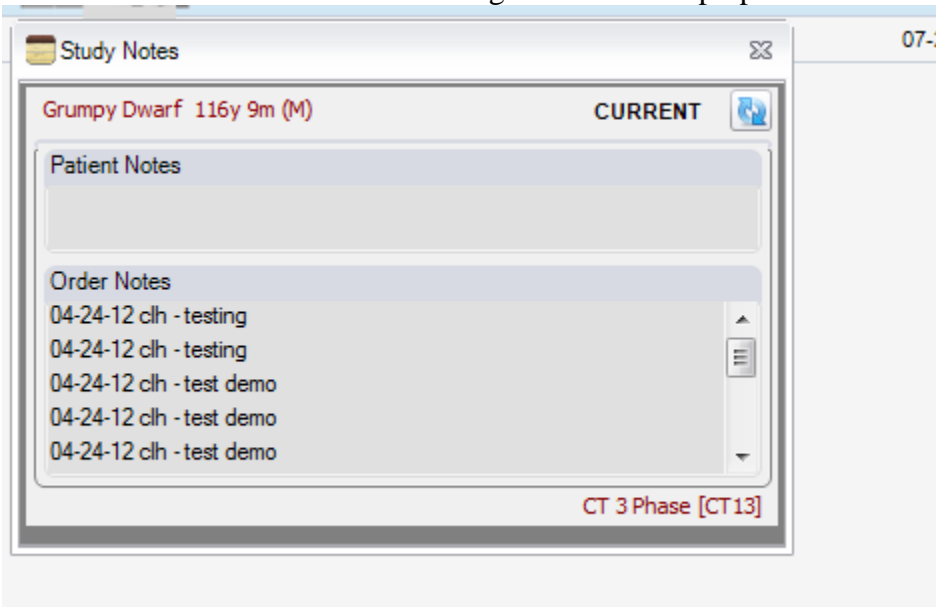 Study Notes
07-
Grumpy Dwarf 116y 9m (M) CURRENT
Patient Notes
Order Notes
04-24-12 clh - testing
04-24-12 clh - testing
04-24-12 clh - test demo
04-24-12 clh - test demo
04-24-12 clh - test demo
CT 3 Phase [CT13]